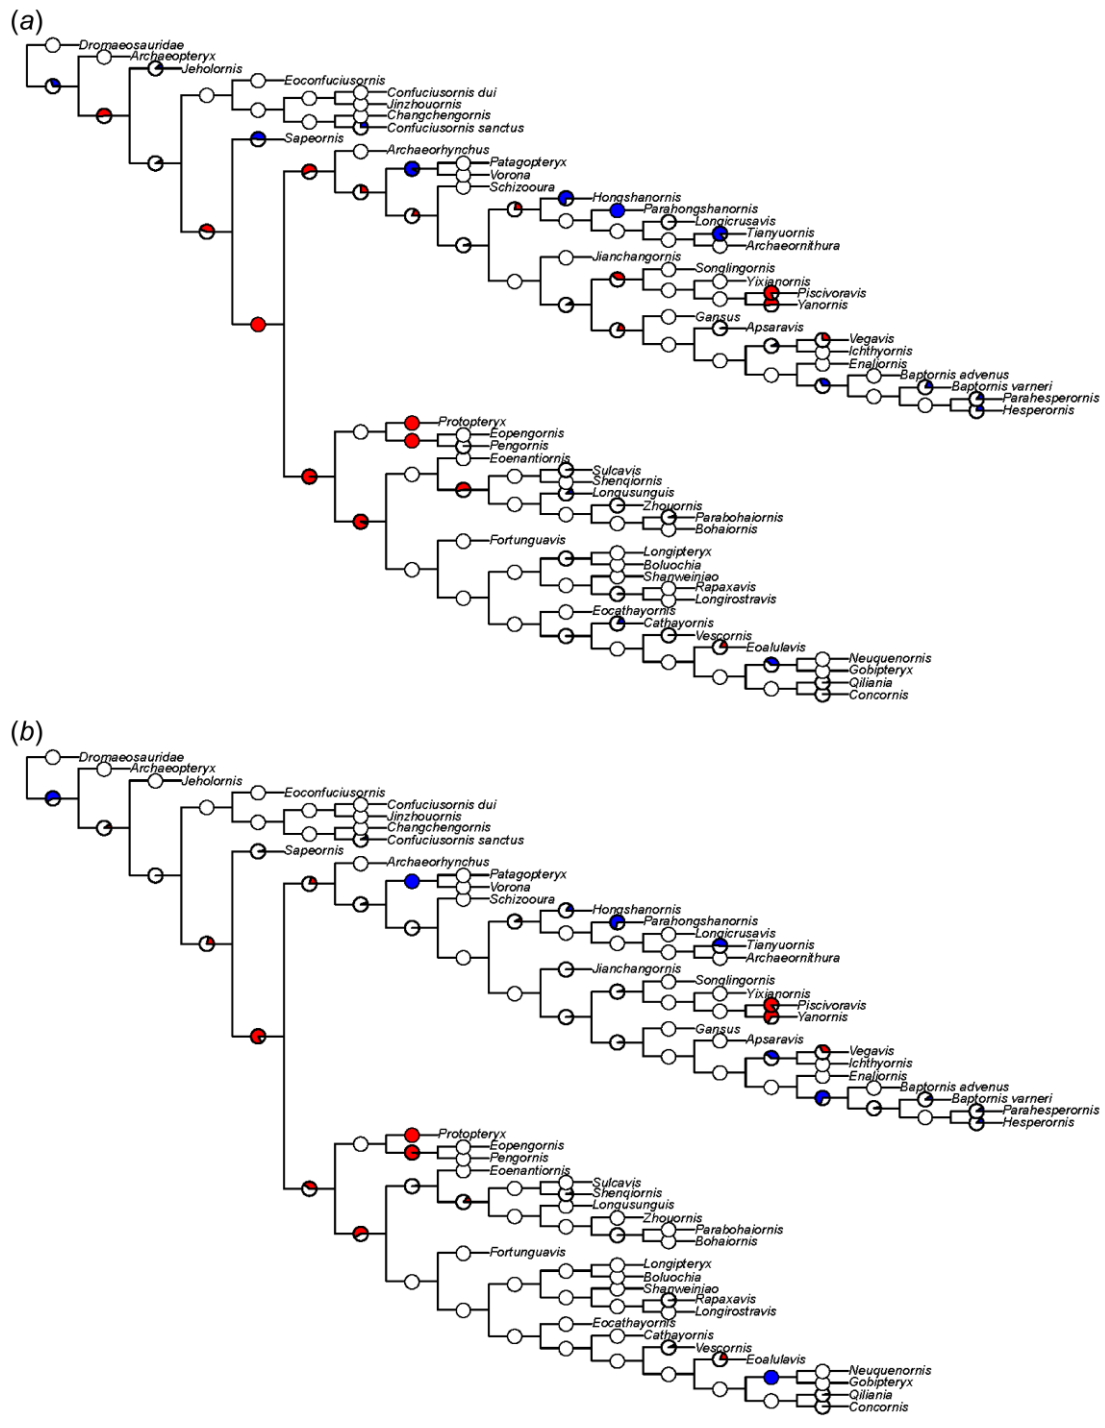 (a)
Dromaeosauridae
Archaeopteryx
Jeholornis
Eoconfuciusornis
Confuciusornis dui
Jinzhouornis
Changchengornis
Confuciusornis sanctus
Sapeornis
Archaeorhynchus
Patagopteryx
Vorona
Schizooura
Hongshanornis
Parahongshanornis
Longicrusavis
Tianyuornis
Archaeornithura
Jianchangornis
Songlingornis
Yixianornis
Piscivoravis
Yanornis
Gansus
Apsaravis
Vegavis
Ichthyornis
Enaliornis
Baptornis advenus
Baptornis varneri
Parahesperornis
Hesperornis
Protopteryx
Eopengornis
Pengornis
Eoenantiornis
Sulcavis
Shenqiornis
Longusunguis
Zhouornis
Parabohaiornis
Bohaiornis
Fortunguavis
Longipteryx
Boluochia
Shanweiniao
Rapaxavis
Longirostravis
Eocathayornis
Cathayornis
Vescornis
Eoalulavis
Neuquenornis
Gobipteryx
Qiliania
Concornis
(b)
Dromaeosauridae
Archaeopteryx
Jeholornis
Eoconfuciusornis
Confuciusornis dui
Jinzhouornis
Changchengornis
Confuciusornis sanctus
Sapeornis
Archaeorhynchus
Patagopteryx
Vorona
Schizooura
Hongshanornis
Parahongshanornis
Longicrusavis
Tianyuornis
Archaeornithura
Jianchangornis
Songlingornis
Yixianornis
Piscivoravis
Yanornis
Gansus
Apsaravis
Vegavis
Ichthyornis
Enaliornis
Baptornis advenus
Baptornis varneri
Parahesperornis
Hesperornis
Protopteryx
Eopengornis
Pengornis
Eoenantiornis
Sulcavis
Shenqiornis
Longusunguis
Zhouornis
Parabohaiornis
Bohaiornis
Fortunguavis
Longipteryx
Boluochia
Shanweiniao
Rapaxavis
Longirostravis
Eocathayornis
Cathayornis
Vescornis
Eoalulavis
Neuquenornis
Gobipteryx
Qiliania
Concornis